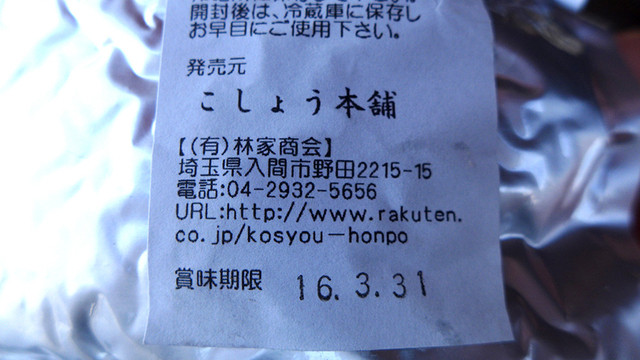 開封後は、冷蔵庫に保存し
お早目にご使用下さい。
発売元
こしょう本舗
【(有)林家商会】
埼玉県入間市野田2215-15
電話:04-2932-5656
URL:http://www.rakuten.
co.jp/kosyou－honpo
賞味期限 16.3.31